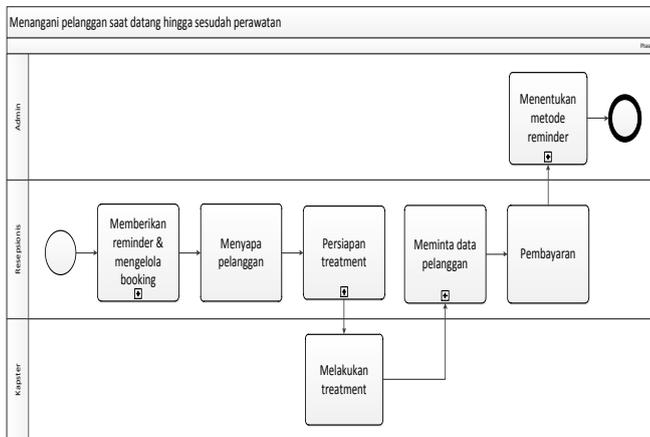 Menangani pelanggan saat datang hingga sesudah perawatan
Admin
Menentukan
metode
reminder
Resepsionis
Memberikan
reminder &
mengelola
booking
Menyapa
pelanggan
Persiapan
treatment
Meminta data
pelanggan
Pembayaran
Kapster
Melakukan
treatment